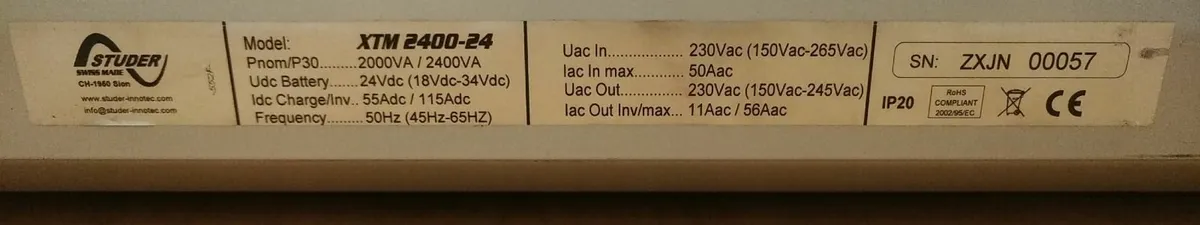 STUDER
SWISS MADE
CH-1950 Sion
www.studer-innotec.com
info@studer-innotec.com
Model: XTM 2400-24
Pnom/P30.......... 2000VA / 2400VA
Udc Battery......... 24Vdc (18Vdc-34Vdc)
Idc Charge/Inv.. 55Adc / 115Adc
Frequency......... 50Hz (45Hz-65HZ)
Uac In.................. 230Vac (150Vac-265Vac)
Iac In max............ 50Aac
Uac Out............... 230Vac (150Vac-245Vac)
Iac Out Inv/max... 11Aac / 56Aac
SN: ZXJN 00057
IP20
RoHS
COMPLIANT
2002/95/EC
CE